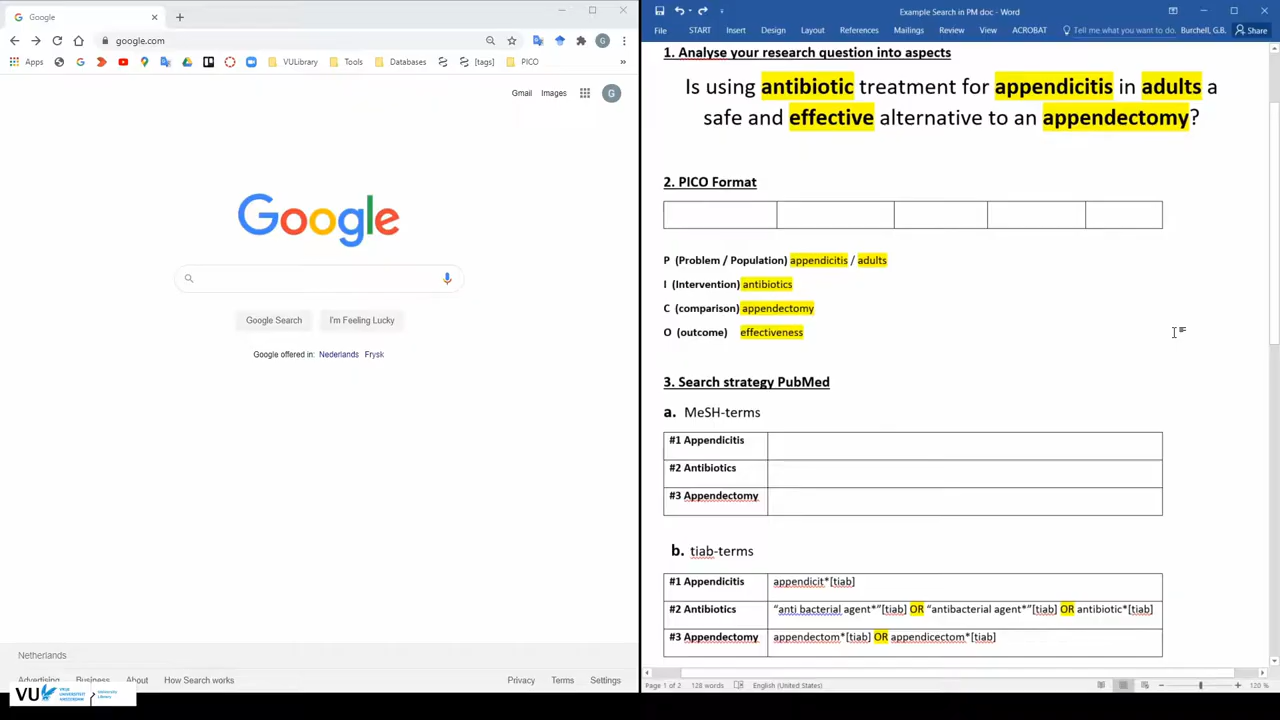 Google
google.com
Apps
VULibrary
Tools
Databases
[tags]
PICO
»
G
Gmail
Images
G
Google
Google Search
I'm Feeling Lucky
Google offered in: Nederlands Frysk
Netherlands
Advertising Business About How Search works
Privacy Terms Settings
VU VRIJE UNIVERSITEIT AMSTERDAM University Library
Example Search in PM doc - Word
File START Insert Design Layout References Mailings Review View ACROBAT Tell me what you want to do. Burchell, G.B. Share
1. Analyse your research question into aspects
Is using antibiotic treatment for appendicitis in adults a
safe and effective alternative to an appendectomy?
2. PICO Format
P (Problem / Population) appendicitis / adults
I (Intervention) antibiotics
C (comparison) appendectomy
O (outcome) effectiveness
3. Search strategy PubMed
a. MeSH-terms
#1 Appendicitis
#2 Antibiotics
#3 Appendectomy
b. tiab-terms
#1 Appendicitis appendicit*[tiab]
#2 Antibiotics “anti bacterial agent*”[tiab] OR “antibacterial agent*”[tiab] OR antibiotic*[tiab]
#3 Appendectomy appendectom*[tiab] OR appendicectom*[tiab]
Page 1 of 2 128 words English (United States) 120 %